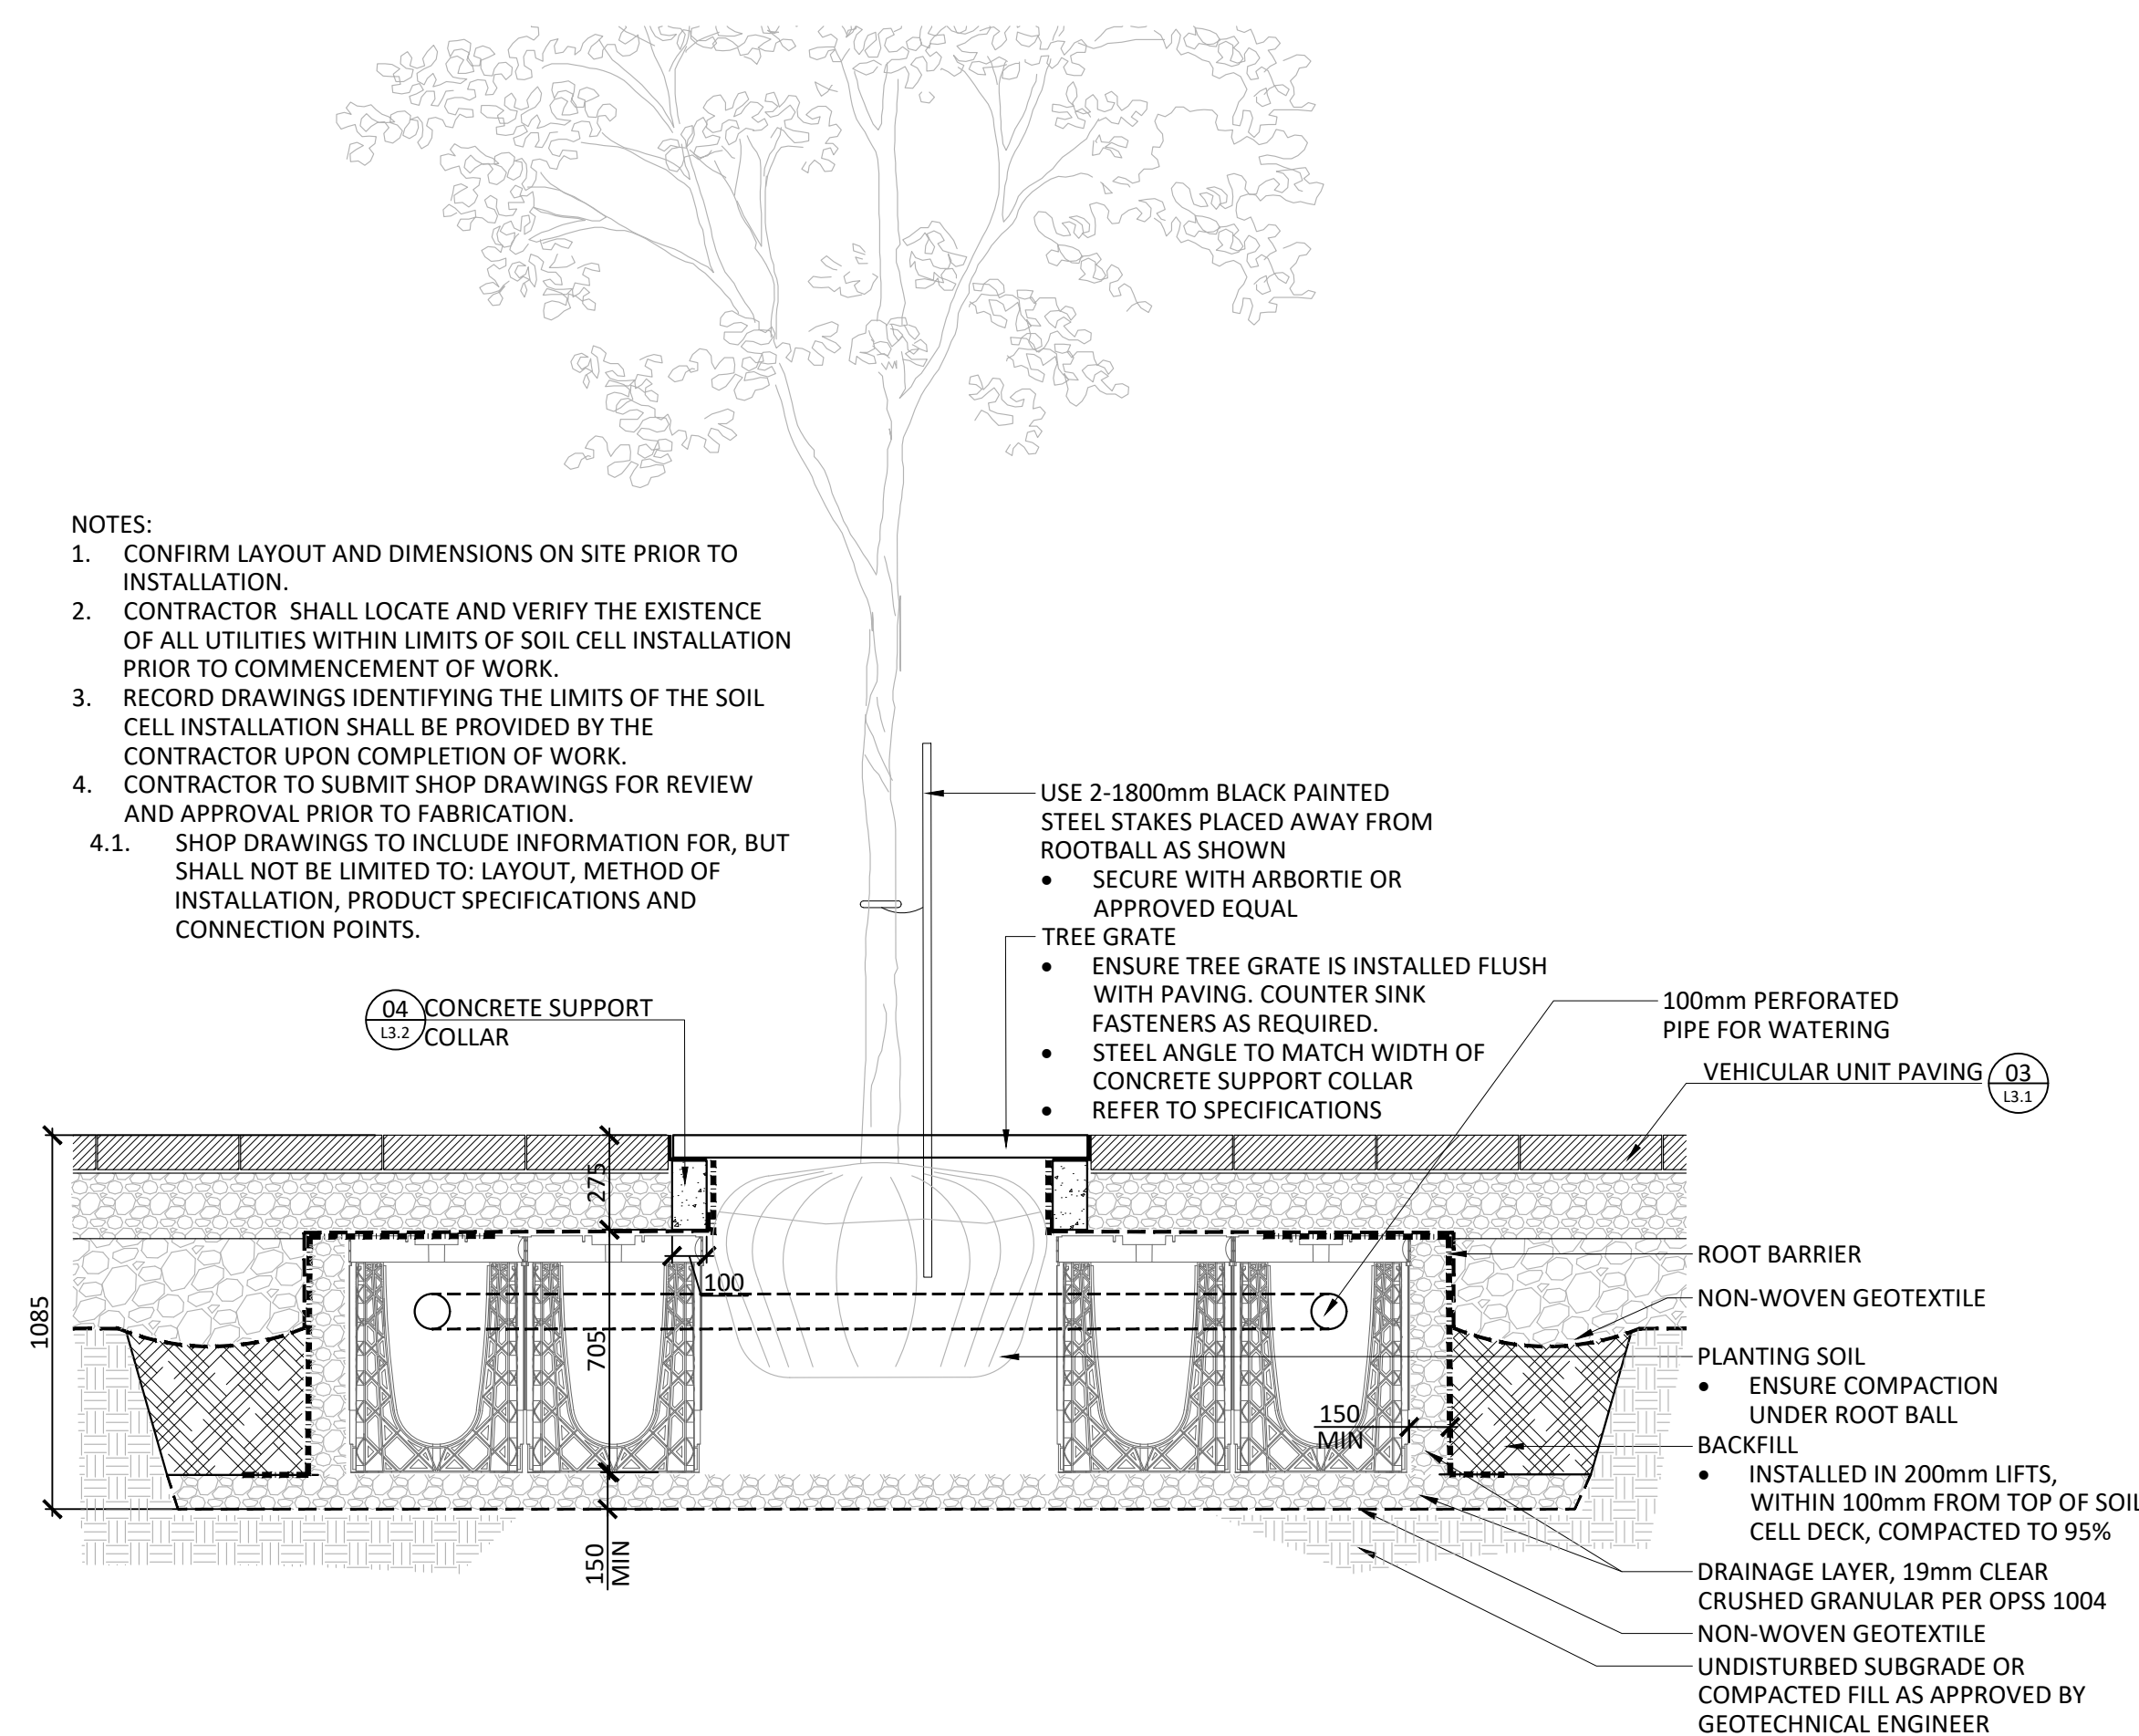 NOTES:
1. CONFIRM LAYOUT AND DIMENSIONS ON SITE PRIOR TO
INSTALLATION.
2. CONTRACTOR SHALL LOCATE AND VERIFY THE EXISTENCE
OF ALL UTILITIES WITHIN LIMITS OF SOIL CELL INSTALLATION
PRIOR TO COMMENCEMENT OF WORK.
3. RECORD DRAWINGS IDENTIFYING THE LIMITS OF THE SOIL
CELL INSTALLATION SHALL BE PROVIDED BY THE
CONTRACTOR UPON COMPLETION OF WORK.
4. CONTRACTOR TO SUBMIT SHOP DRAWINGS FOR REVIEW
AND APPROVAL PRIOR TO FABRICATION.
4.1. SHOP DRAWINGS TO INCLUDE INFORMATION FOR, BUT
SHALL NOT BE LIMITED TO: LAYOUT, METHOD OF
INSTALLATION, PRODUCT SPECIFICATIONS AND
CONNECTION POINTS.
USE 2-1800mm BLACK PAINTED
STEEL STAKES PLACED AWAY FROM
ROOTBALL AS SHOWN
• SECURE WITH ARBORTIE OR
APPROVED EQUAL
TREE GRATE
• ENSURE TREE GRATE IS INSTALLED FLUSH
WITH PAVING. COUNTER SINK
FASTENERS AS REQUIRED.
• STEEL ANGLE TO MATCH WIDTH OF
CONCRETE SUPPORT COLLAR
• REFER TO SPECIFICATIONS
04
L3.2
CONCRETE SUPPORT
COLLAR
100mm PERFORATED
PIPE FOR WATERING
VEHICULAR UNIT PAVING
03
L3.1
275
100
1085
705
150
MIN
150
MIN
ROOT BARRIER
NON-WOVEN GEOTEXTILE
PLANTING SOIL
• ENSURE COMPACTION
UNDER ROOT BALL
BACKFILL
• INSTALLED IN 200mm LIFTS,
WITHIN 100mm FROM TOP OF SOIL
CELL DECK, COMPACTED TO 95%
DRAINAGE LAYER, 19mm CLEAR
CRUSHED GRANULAR PER OPSS 1004
NON-WOVEN GEOTEXTILE
UNDISTURBED SUBGRADE OR
COMPACTED FILL AS APPROVED BY
GEOTECHNICAL ENGINEER